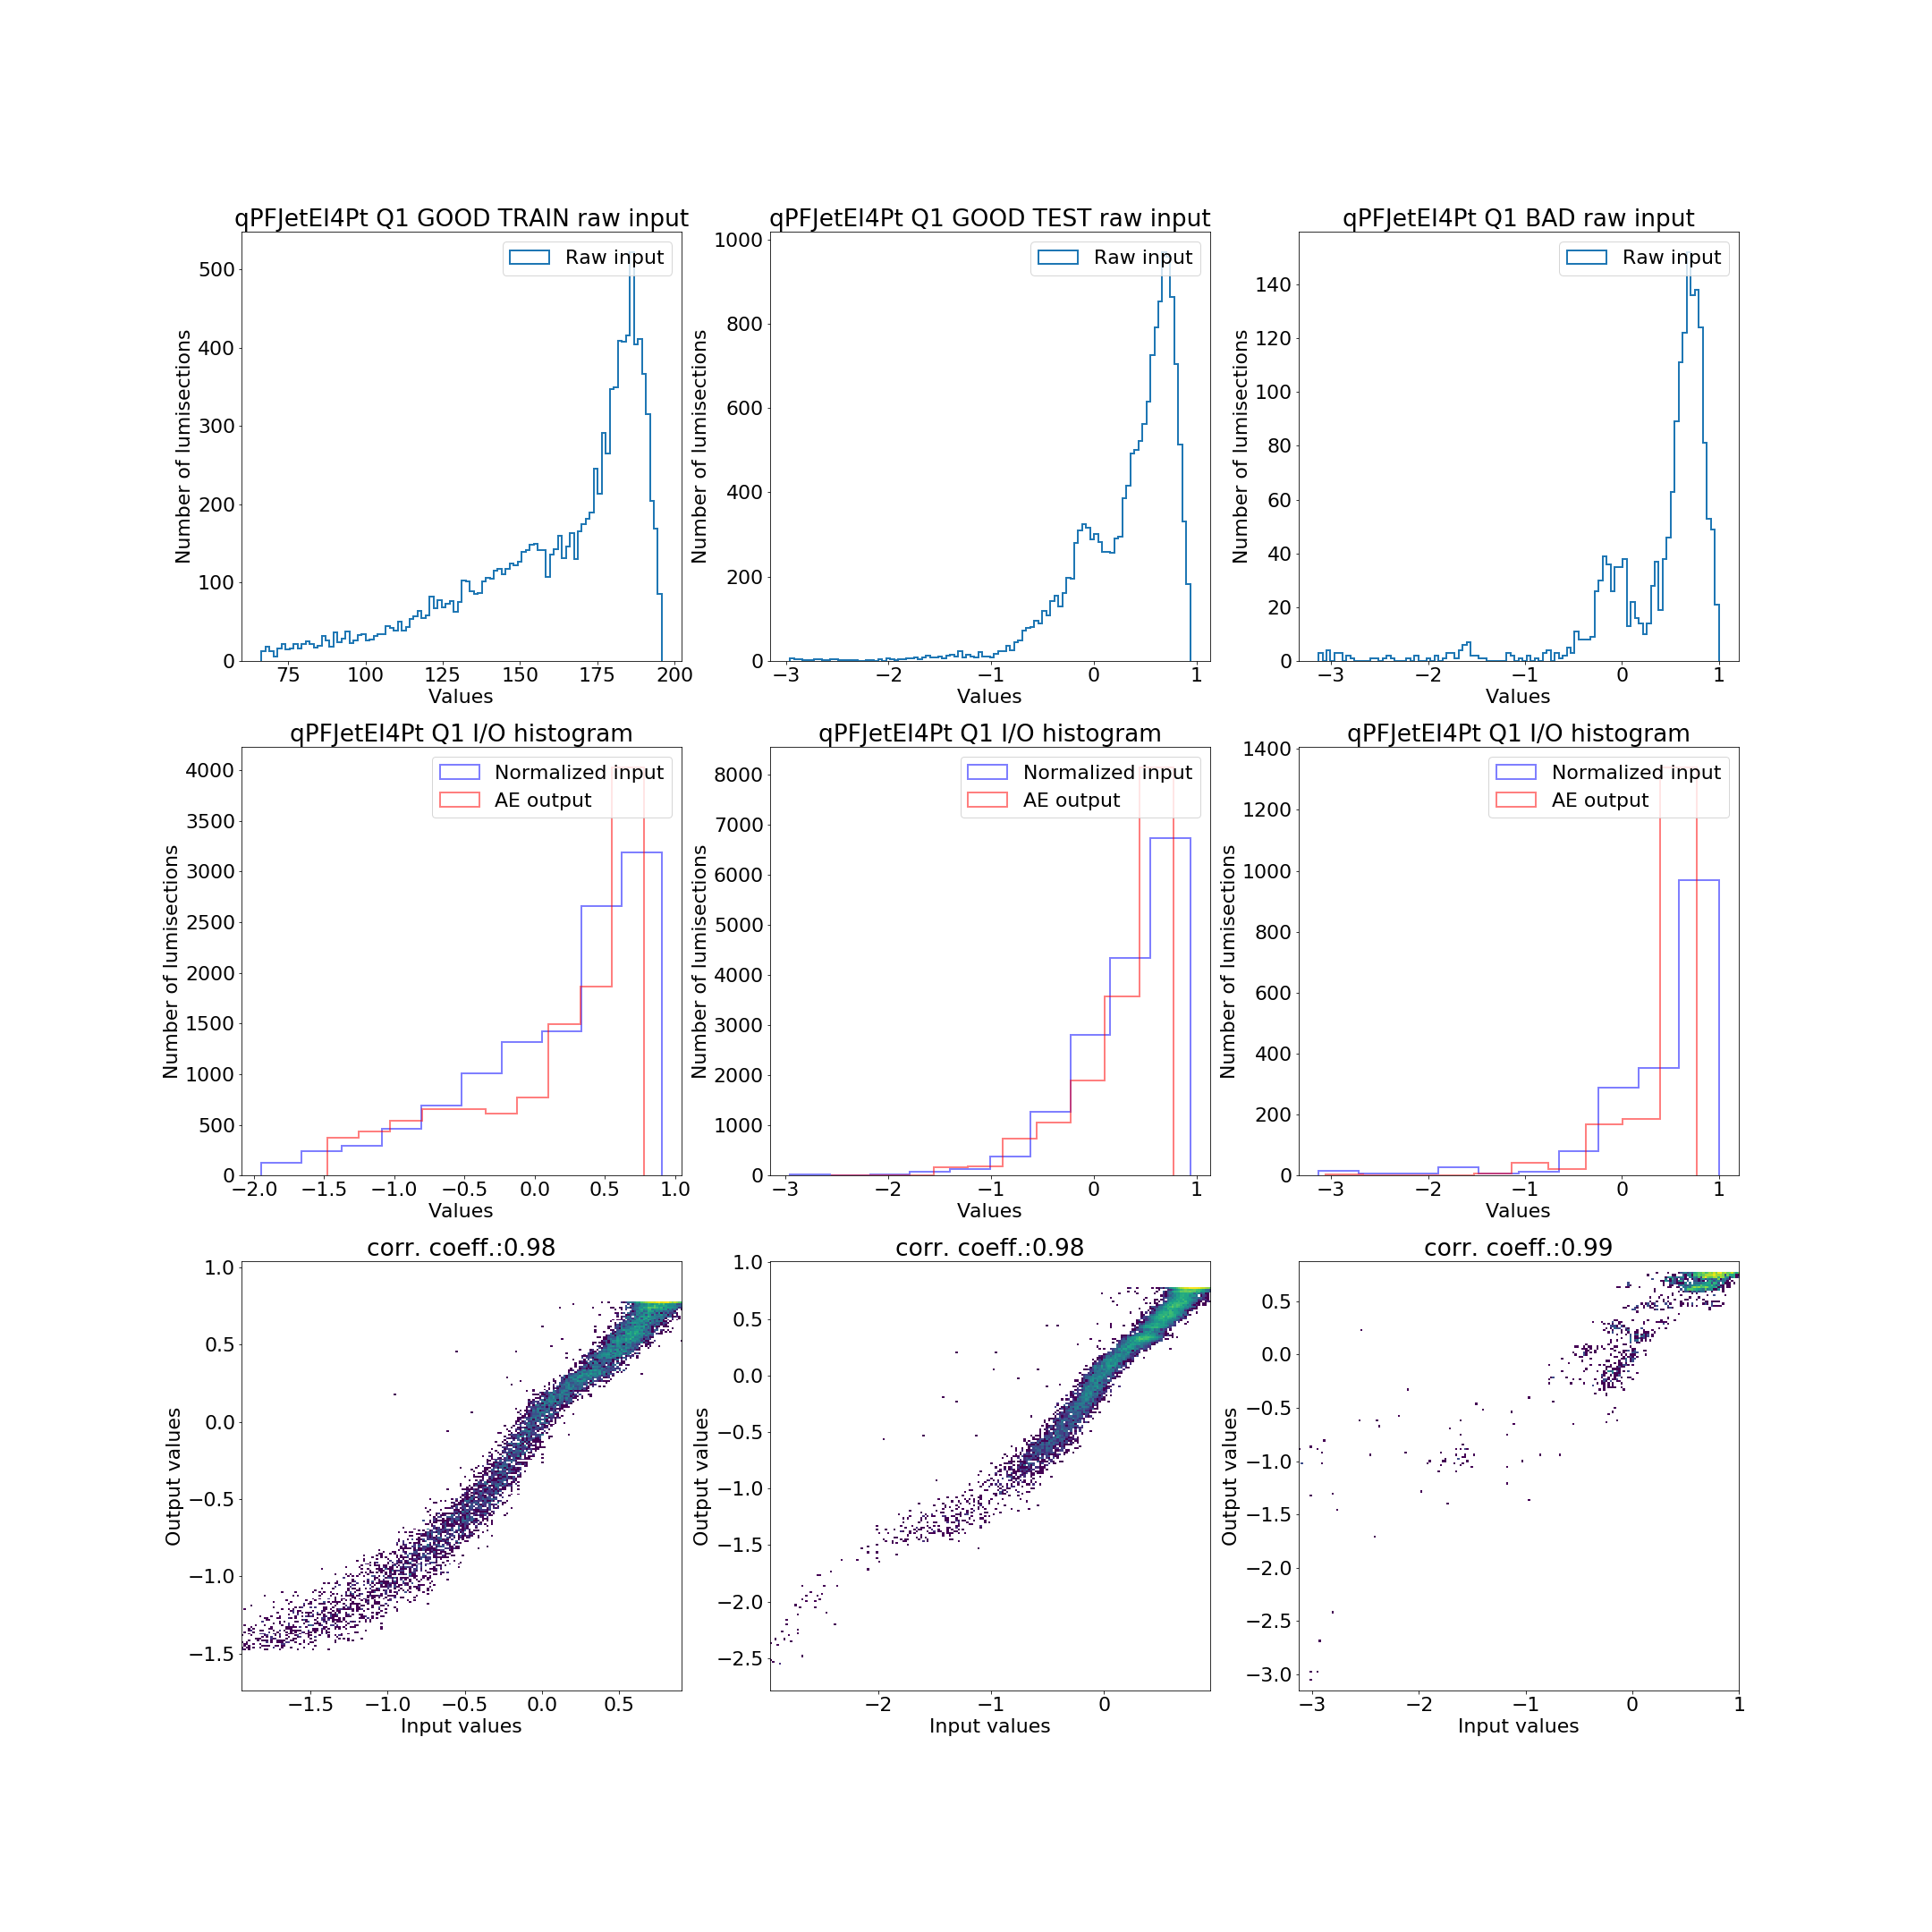 qPFJetEl4Pt Q1 GOOD TRAIN raw input
Raw input
500
400
300
200
100
0
75 100 125 150 175 200
Number of lumisections
Values
qPFJetEl4Pt Q1 GOOD TEST raw input
Raw input
1000
800
600
400
200
0
−3 −2 −1 0 1
Number of lumisections
Values
qPFJetEl4Pt Q1 BAD raw input
Raw input
140
120
100
80
60
40
20
0
−3 −2 −1 0 1
Number of lumisections
Values
qPFJetEl4Pt Q1 I/O histogram
Normalized input
AE output
4000
3500
3000
2500
2000
1500
1000
500
0
−2.0 −1.5 −1.0 −0.5 0.0 0.5 1.0
Number of lumisections
Values
qPFJetEl4Pt Q1 I/O histogram
Normalized input
AE output
8000
7000
6000
5000
4000
3000
2000
1000
0
−3 −2 −1 0 1
Number of lumisections
Values
qPFJetEl4Pt Q1 I/O histogram
Normalized input
AE output
1400
1200
1000
800
600
400
200
0
−3 −2 −1 0 1
Number of lumisections
Values
corr. coeff.:0.98
1.0
0.5
0.0
−0.5
−1.0
−1.5
−1.5 −1.0 −0.5 0.0 0.5
Output values
Input values
corr. coeff.:0.98
1.0
0.5
0.0
−0.5
−1.0
−1.5
−2.0
−2.5
−2 −1 0
Output values
Input values
corr. coeff.:0.99
0.5
0.0
−0.5
−1.0
−1.5
−2.0
−2.5
−3.0
−3 −2 −1 0 1
Output values
Input values